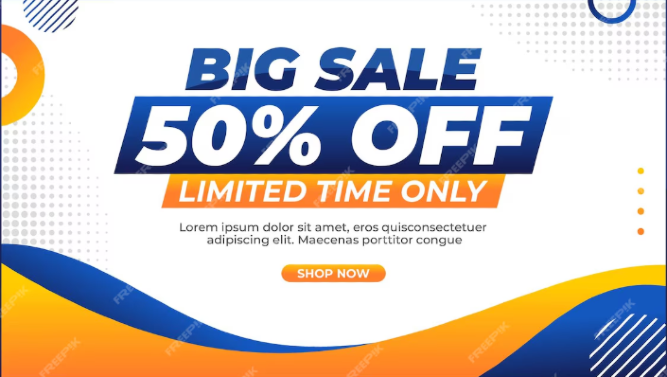 BIG SALE
50% OFF
LIMITED TIME ONLY
Lorem ipsum dolor sit amet, eros quisconsectetuer
adipiscing elit. Maecenas porttitor congue
SHOP NOW